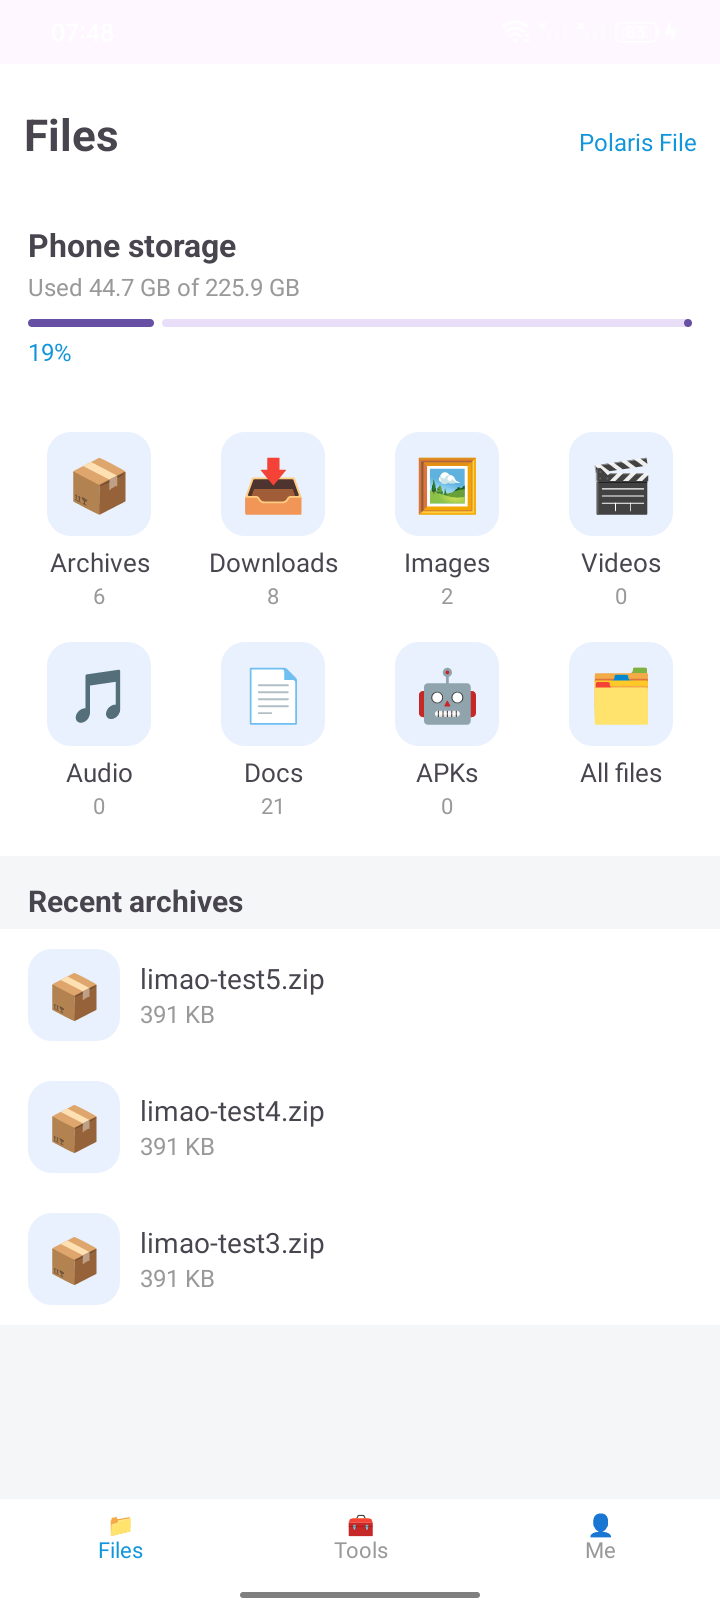 07:48
Files
Polaris File
Phone storage
Used 44.7 GB of 225.9 GB
19%
Archives
Downloads
Images
Videos
6
8
2
0
Audio
Docs
APKs
All files
0
21
0
Recent archives
limao-test5.zip
391 KB
limao-test4.zip
391 KB
limao-test3.zip
391 KB
Files
Tools
Me